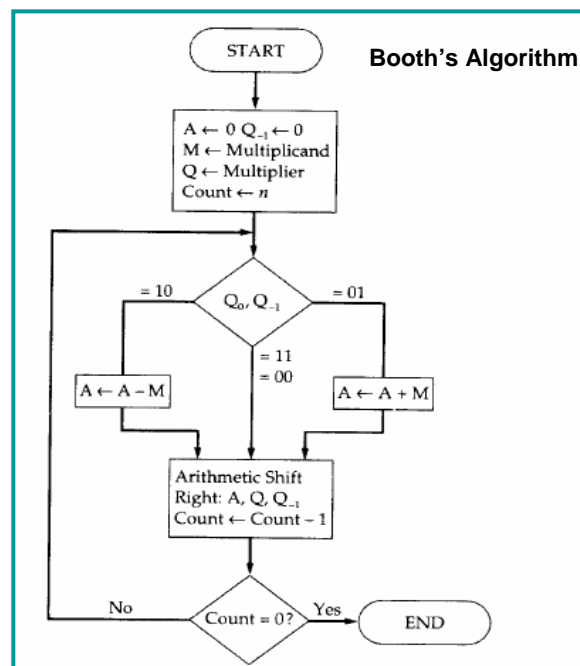 START
Booth's Algorithm
A ← 0 Q₋₁ ← 0
M ← Multiplicand
Q ← Multiplier
Count ← n
= 10
Q₀, Q₋₁
= 01
= 11
= 00
A ← A – M
A ← A + M
Arithmetic Shift
Right: A, Q, Q₋₁
Count ← Count – 1
No
Count = 0?
Yes
END